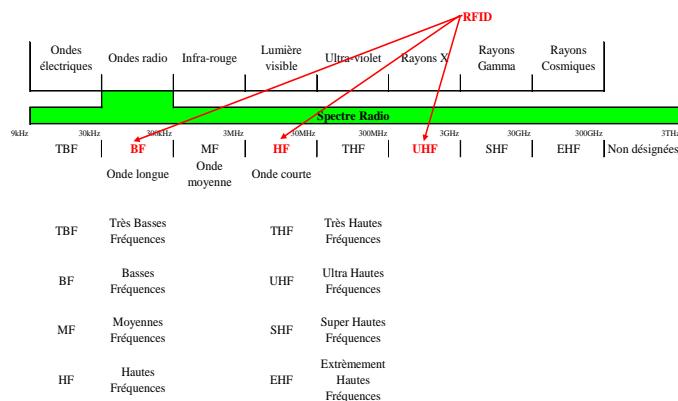 RFID
Ondes électriques
Ondes radio
Infra-rouge
Lumière visible
Ultra-violet
Rayons X
Rayons Gamma
Rayons Cosmiques
Spectre Radio
9kHz 30kHz 300kHz 3MHz 30MHz 300MHz 3GHz 30GHz 300GHz 3THz
TBF BF MF HF THF UHF SHF EHF Non désignées
Onde longue
Onde moyenne
Onde courte
TBF Très Basses Fréquences
THF Très Hautes Fréquences
BF Basses Fréquences
UHF Ultra Hautes Fréquences
MF Moyennes Fréquences
SHF Super Hautes Fréquences
HF Hautes Fréquences
EHF Extrèmement Hautes Fréquences